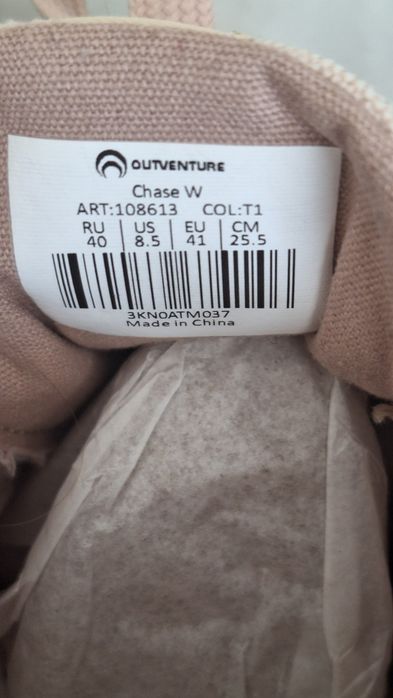 OUTVENTURE
Chase W
ART:108613 COL:T1
RU US EU CM
40 8.5 41 25.5
3KN0ATM037
Made in China